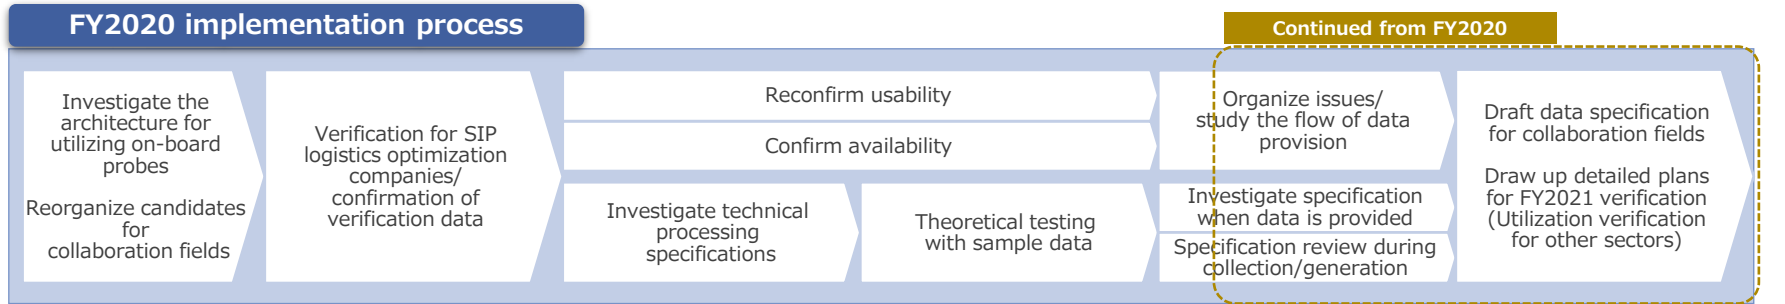 FY2020 implementation process
Continued from FY2020
Investigate the
architecture for
utilizing on-board
probes
Reorganize candidates
for
collaboration fields
Verification for SIP
logistics optimization
companies/
confirmation of
verification data
Reconfirm usability
Confirm availability
Investigate technical
processing
specifications
Theoretical testing
with sample data
Organize issues/
study the flow of data
provision
Investigate specification
when data is provided
Specification review during
collection/generation
Draft data specification
for collaboration fields
Draw up detailed plans
for FY2021 verification
(Utilization verification
for other sectors)